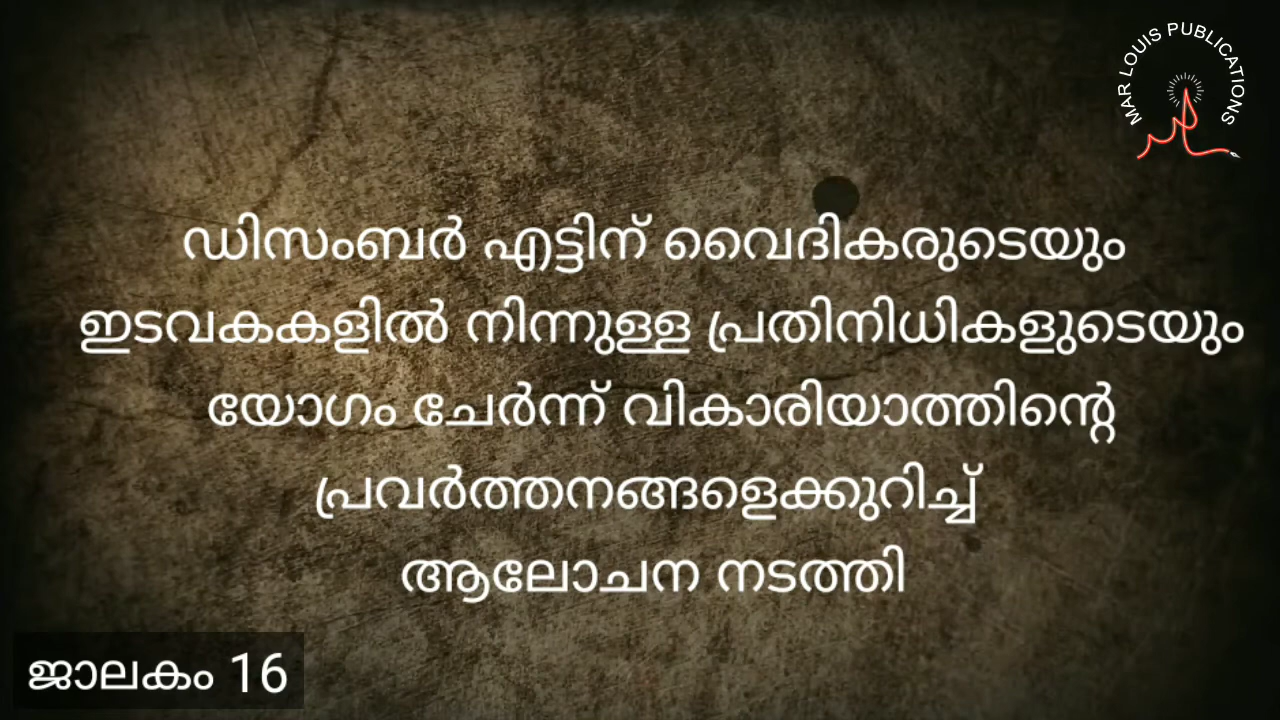 MAR LOUIS PUBLICATIONS
ഡിസംബർ എട്ടിന് വൈദികരുടെയും
ഇടവകകളിൽ നിന്നുള്ള പ്രതിനിധികളുടെയും
യോഗം ചേർന്ന് വികാരിയാത്തിന്റെ
പ്രവർത്തനങ്ങളെക്കുറിച്ച്
ആലോചന നടത്തി
ജാലകം 16